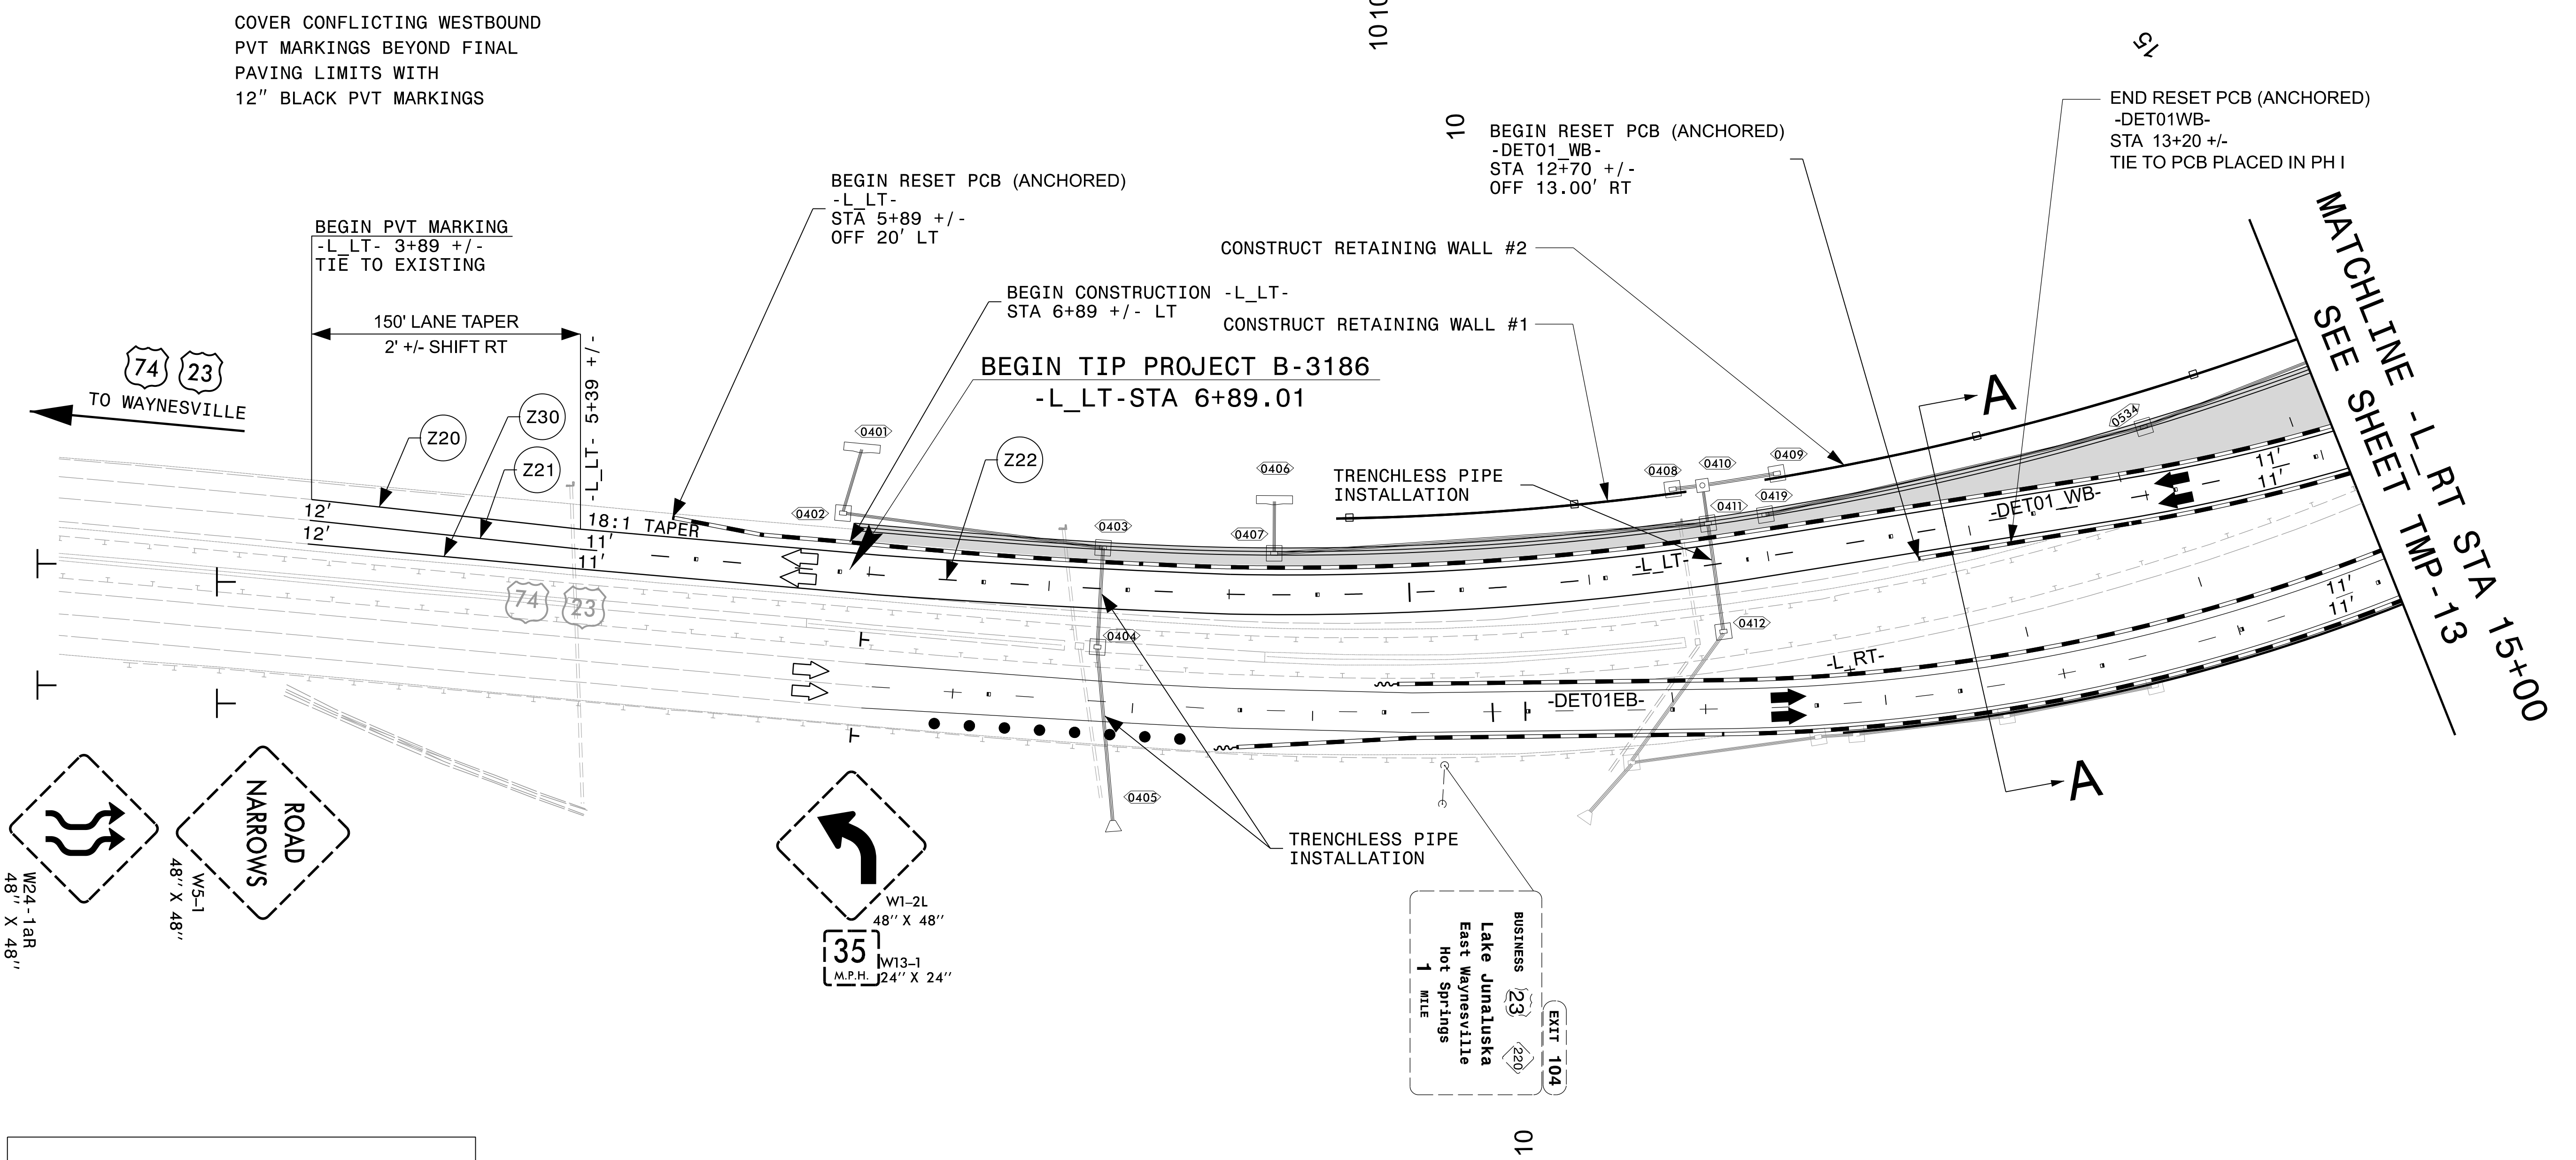 COVER CONFLICTING WESTBOUND
PVT MARKINGS BEYOND FINAL
PAVING LIMITS WITH
12" BLACK PVT MARKINGS
1010
15
10
BEGIN RESET PCB (ANCHORED)
-DET01_WB-
STA 12+70 +/-
OFF 13.00' RT
END RESET PCB (ANCHORED)
-DET01WB-
STA 13+20 +/-
TIE TO PCB PLACED IN PH I
BEGIN RESET PCB (ANCHORED)
-L_LT-
STA 5+89 +/-
OFF 20' LT
BEGIN PVT MARKING
-L_LT- 3+89 +/-
TIE TO EXISTING
150' LANE TAPER
2' +/- SHIFT RT
-L_LT- 5+39 +/-
CONSTRUCT RETAINING WALL #2
BEGIN CONSTRUCTION -L_LT-
STA 6+89 +/- LT
CONSTRUCT RETAINING WALL #1
BEGIN TIP PROJECT B-3186
-L_LT-STA 6+89.01
74 23
TO WAYNESVILLE
Z20
Z30
Z21
Z22
MATCHLINE -L_RT STA 15+00
SEE SHEET TMP-13
A
0401
0402
0403
0404
0405
0406
0407
0408
0409
0410
0411
0412
0419
0534
TRENCHLESS PIPE
INSTALLATION
12'
12'
18:1 TAPER
11'
11'
11'
11'
-DET01_WB-
-L_LT-
74 23
-L_RT-
11'
11'
-DET01EB-
A
TRENCHLESS PIPE
INSTALLATION
W24-1aR
48" X 48"
ROAD
NARROWS
W5-1
48" X 48"
W1-2L
48" X 48"
35
M.P.H.
W13-1
24" X 24"
EXIT 104
BUSINESS 23 220
Lake Junaluska
East Waynesville
Hot Springs
1 MILE
10